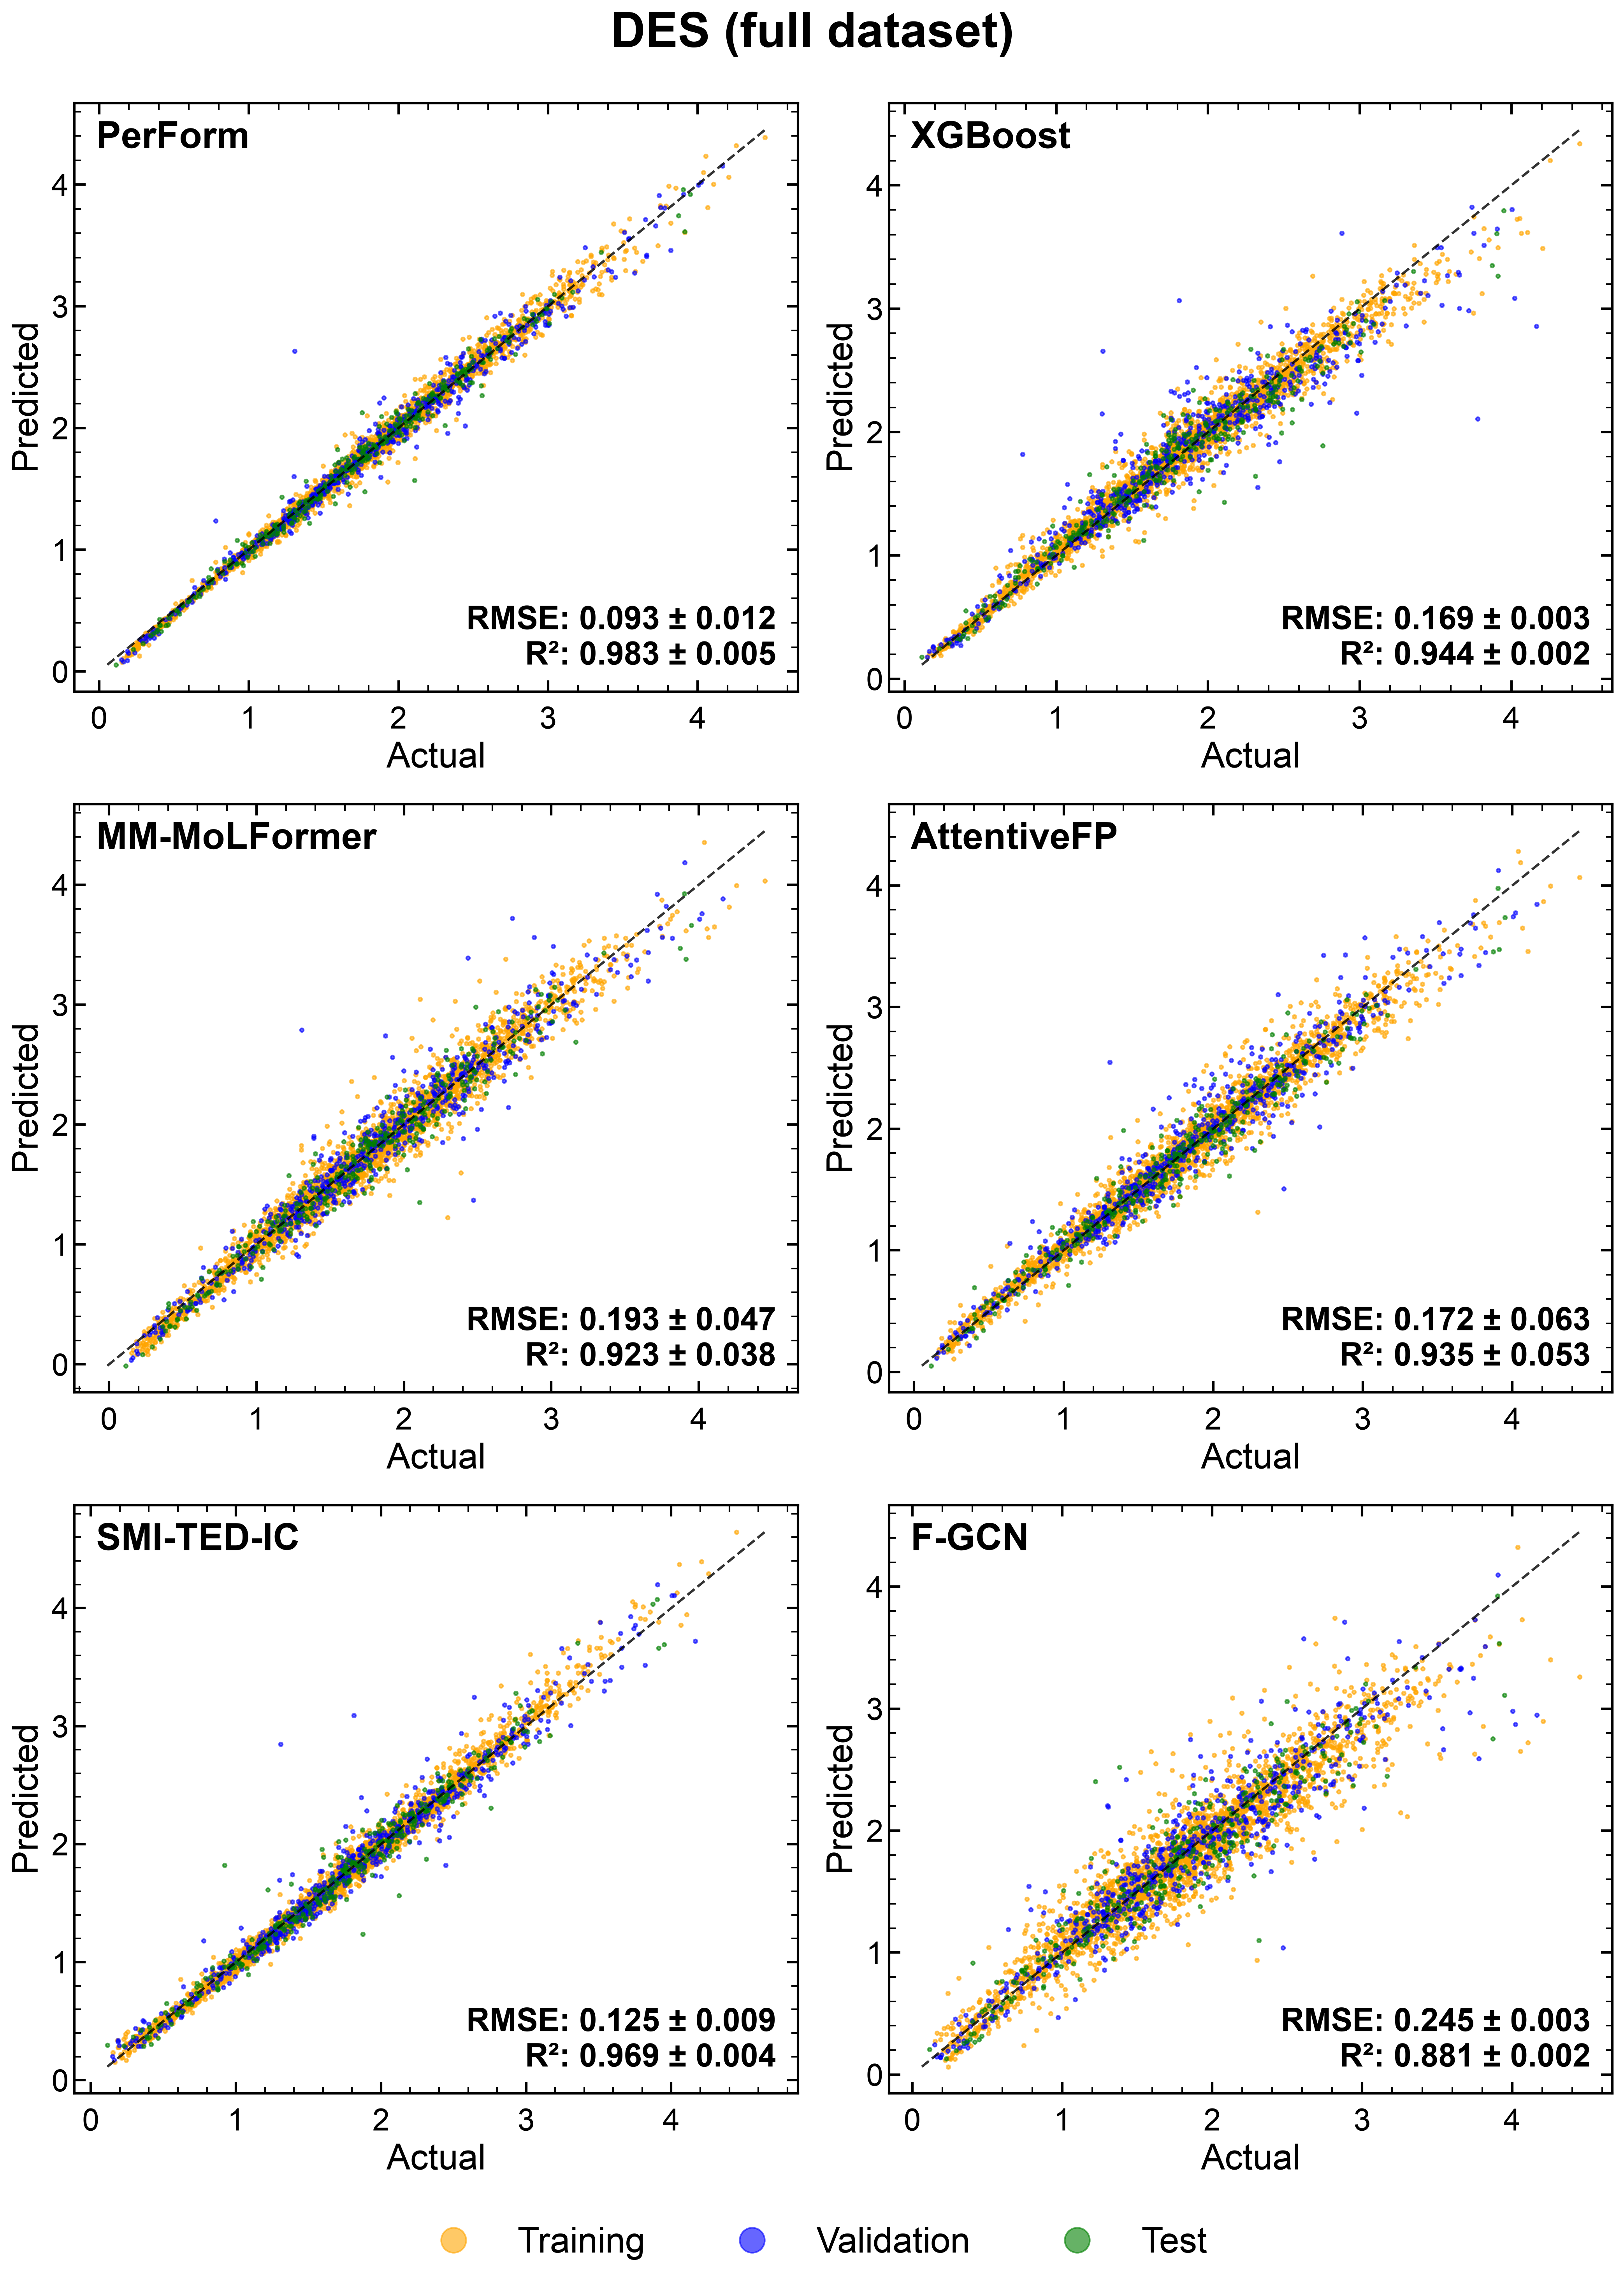 DES (full dataset)
PerForm
4
3
2
1
0
Predicted
RMSE: 0.093 ± 0.012
R²: 0.983 ± 0.005
0 1 2 3 4
Actual
XGBoost
4
3
2
1
0
Predicted
RMSE: 0.169 ± 0.003
R²: 0.944 ± 0.002
0 1 2 3 4
Actual
MM-MoLFormer
4
3
2
1
0
Predicted
RMSE: 0.193 ± 0.047
R²: 0.923 ± 0.038
0 1 2 3 4
Actual
AttentiveFP
4
3
2
1
0
Predicted
RMSE: 0.172 ± 0.063
R²: 0.935 ± 0.053
0 1 2 3 4
Actual
SMI-TED-IC
4
3
2
1
0
Predicted
RMSE: 0.125 ± 0.009
R²: 0.969 ± 0.004
0 1 2 3 4
Actual
F-GCN
4
3
2
1
0
Predicted
RMSE: 0.245 ± 0.003
R²: 0.881 ± 0.002
0 1 2 3 4
Actual
Training Validation Test